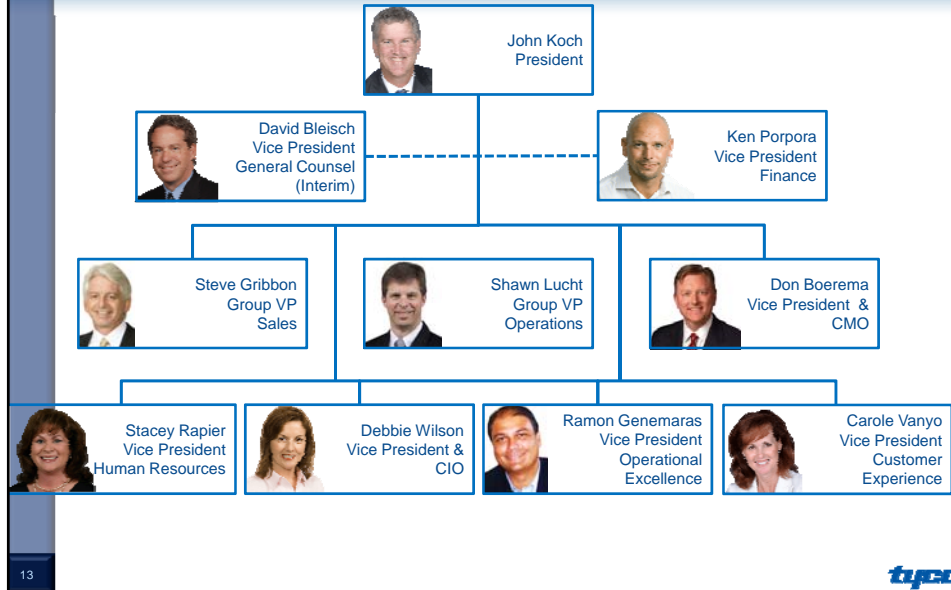 John Koch
President
David Bleisch
Vice President
General Counsel
(Interim)
Ken Porpora
Vice President
Finance
Steve Gribbon
Group VP
Sales
Shawn Lucht
Group VP
Operations
Don Boerema
Vice President &
CMO
Stacey Rapier
Vice President
Human Resources
Debbie Wilson
Vice President &
CIO
Ramon Genemaras
Vice President
Operational
Excellence
Carole Vanyo
Vice President
Customer
Experience
13
tyco